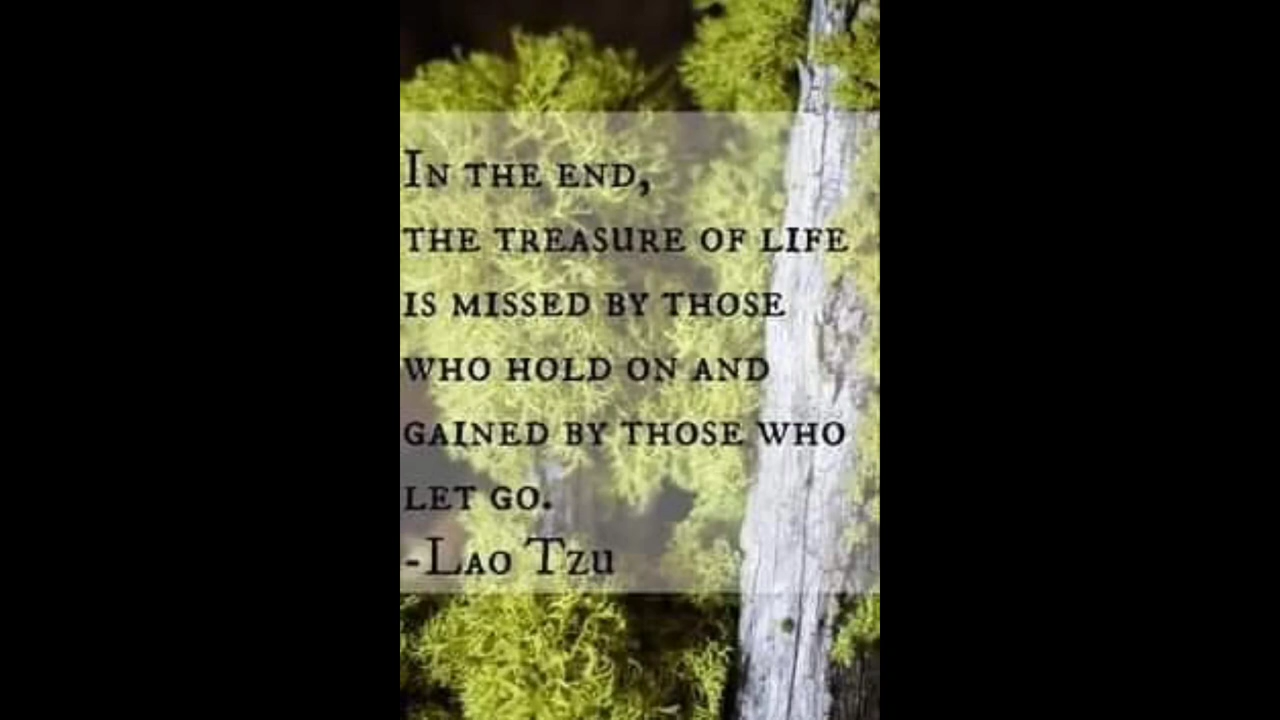 In the end,
the treasure of life
is missed by those
who hold on and
gained by those who
let go.
-Lao Tzu